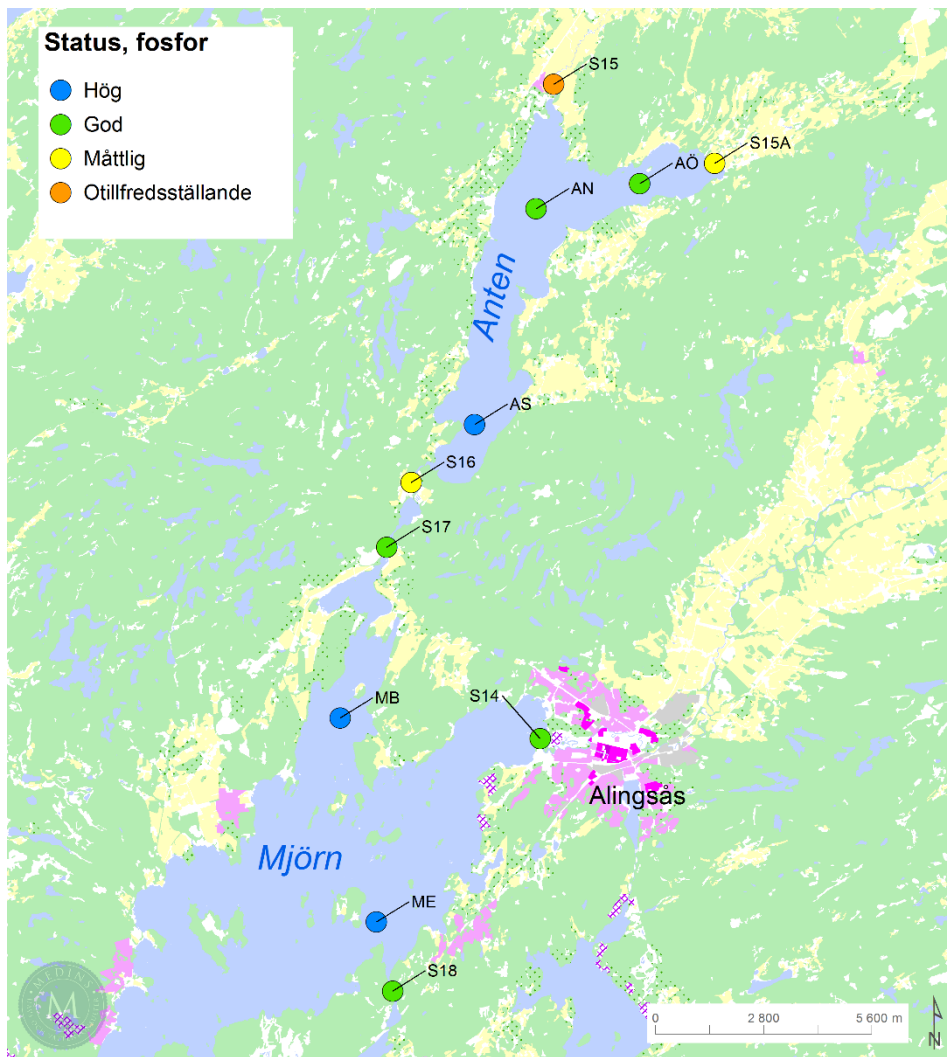 Status, fosfor
Hög
God
Måttlig
Otillfredsställande
S15
S15A
AÖ
AN
Anten
AS
S16
S17
MB
S14
Alingsås
Mjörn
ME
S18
0 2 800 5 600 m
N
M